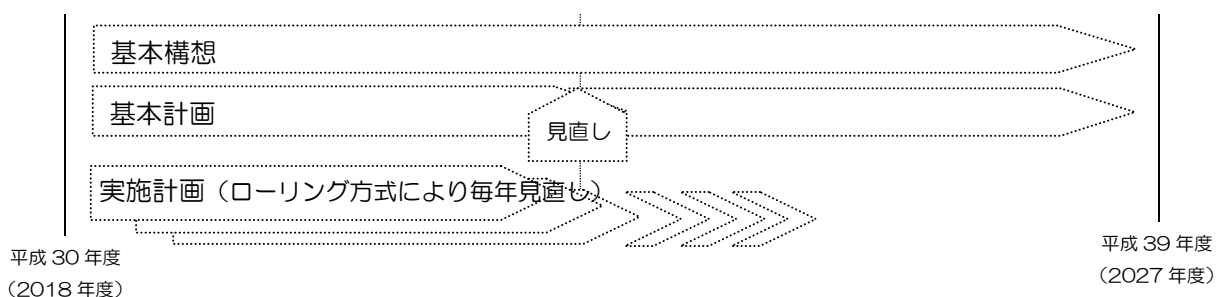 基本構想
基本計画
見直し
実施計画（ローリング方式により毎年見直し）
平成 30 年度
（2018 年度）
平成 39 年度
（2027 年度）